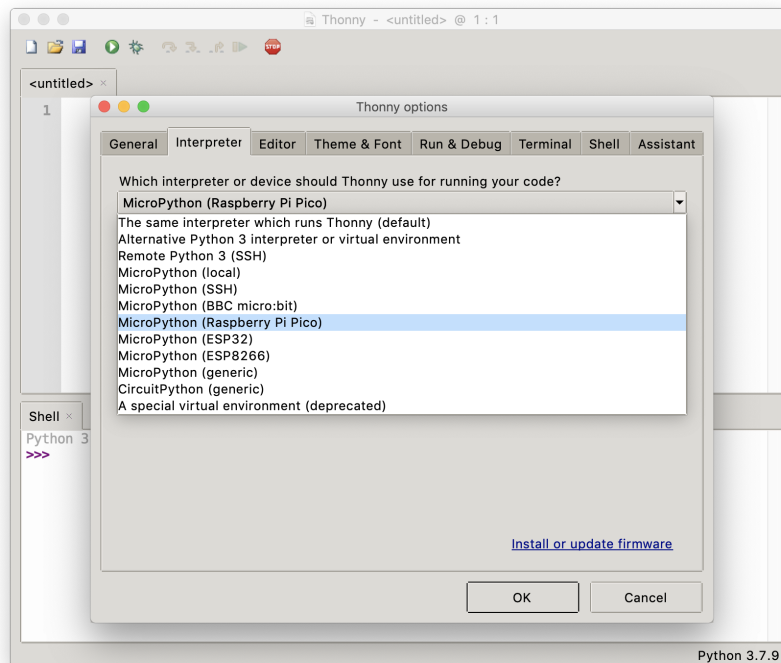 Thonny - <untitled> @ 1 : 1
STOP
<untitled> ×
1
Thonny options
General Interpreter Editor Theme & Font Run & Debug Terminal Shell Assistant
Which interpreter or device should Thonny use for running your code?
MicroPython (Raspberry Pi Pico)
The same interpreter which runs Thonny (default)
Alternative Python 3 interpreter or virtual environment
Remote Python 3 (SSH)
MicroPython (local)
MicroPython (SSH)
MicroPython (BBC micro:bit)
MicroPython (Raspberry Pi Pico)
MicroPython (ESP32)
MicroPython (ESP8266)
MicroPython (generic)
CircuitPython (generic)
A special virtual environment (deprecated)
Shell ×
Python 3
>>>
Install or update firmware
OK Cancel
Python 3.7.9